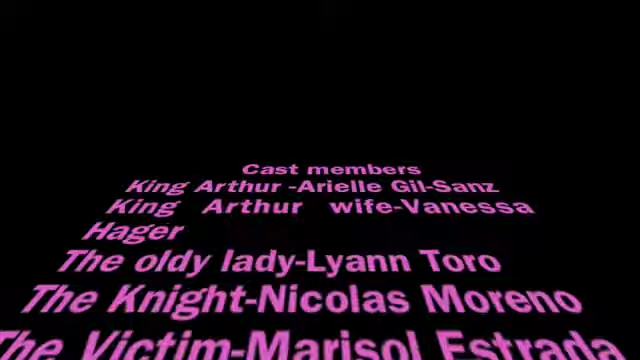 Cast members
King Arthur -Arielle Gil-Sanz
King Arthur wife-Vanessa
Hager
The oldy lady-Lyann Toro
The Knight-Nicolas Moreno
The Victim-Marisol Estrada